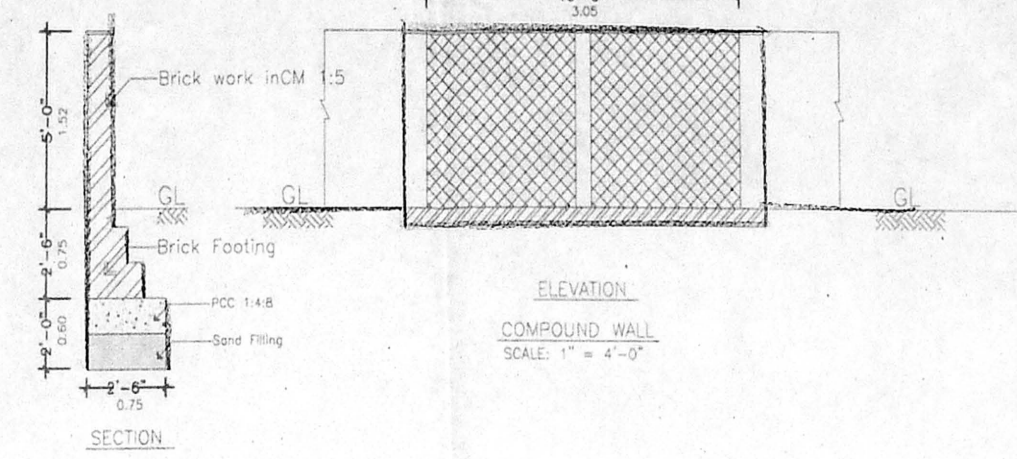 3.05
5'-0"
1.52
Brick work inCM 1:5
GL
GL
GL
2'-6"
0.75
Brick Footing
2'-0"
0.60
PCC 1:4:8
Sand Filling
2'-6"
0.75
SECTION
ELEVATION
COMPOUND WALL
SCALE: 1" = 4'-0"